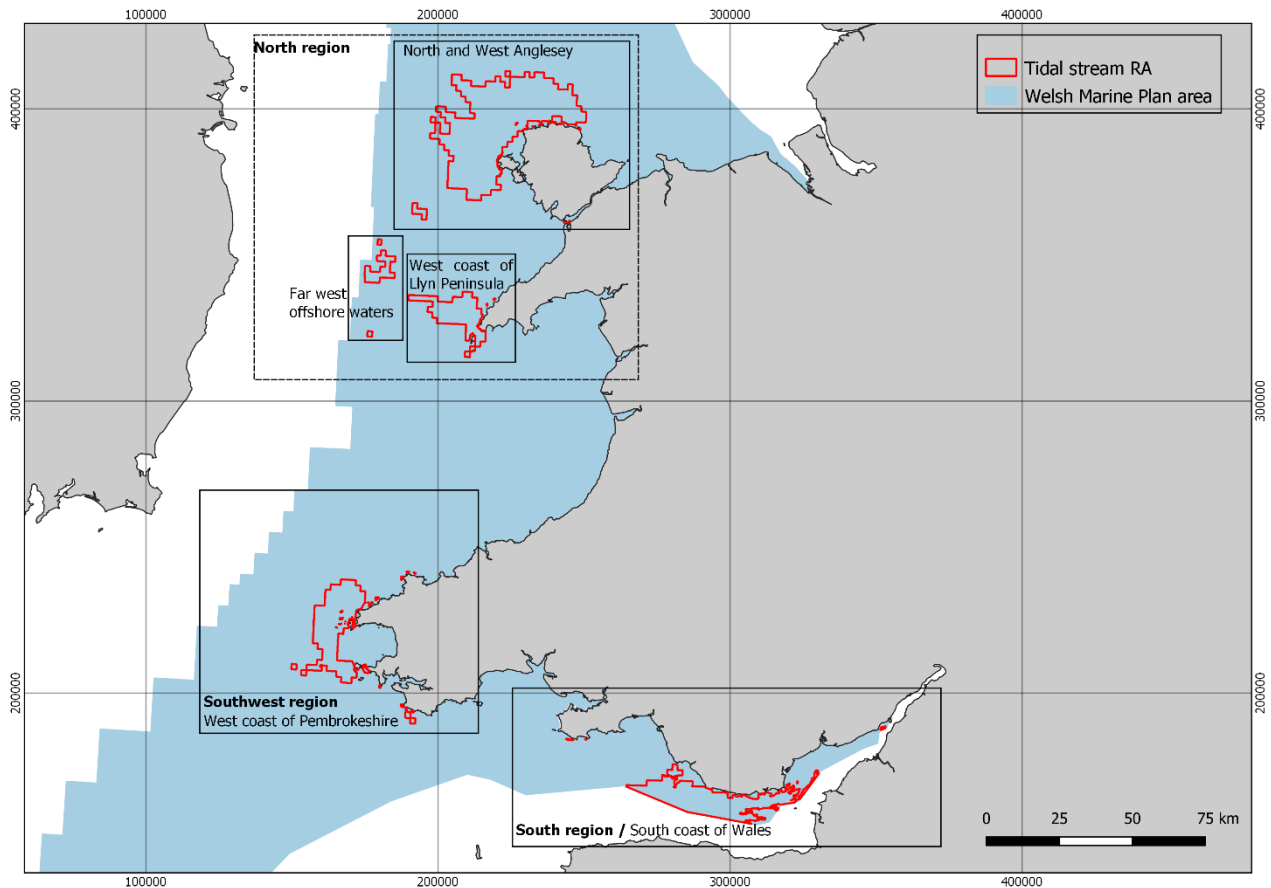 100000 200000 300000 400000
North region
North and West Anglesey
Tidal stream RA
Welsh Marine Plan area
400000 400000
West coast of
Llyn Peninsula
Far west
offshore waters
300000 300000
200000 200000
Southwest region
West coast of Pembrokeshire
South region / South coast of Wales
0 25 50 75 km
100000 200000 300000 400000